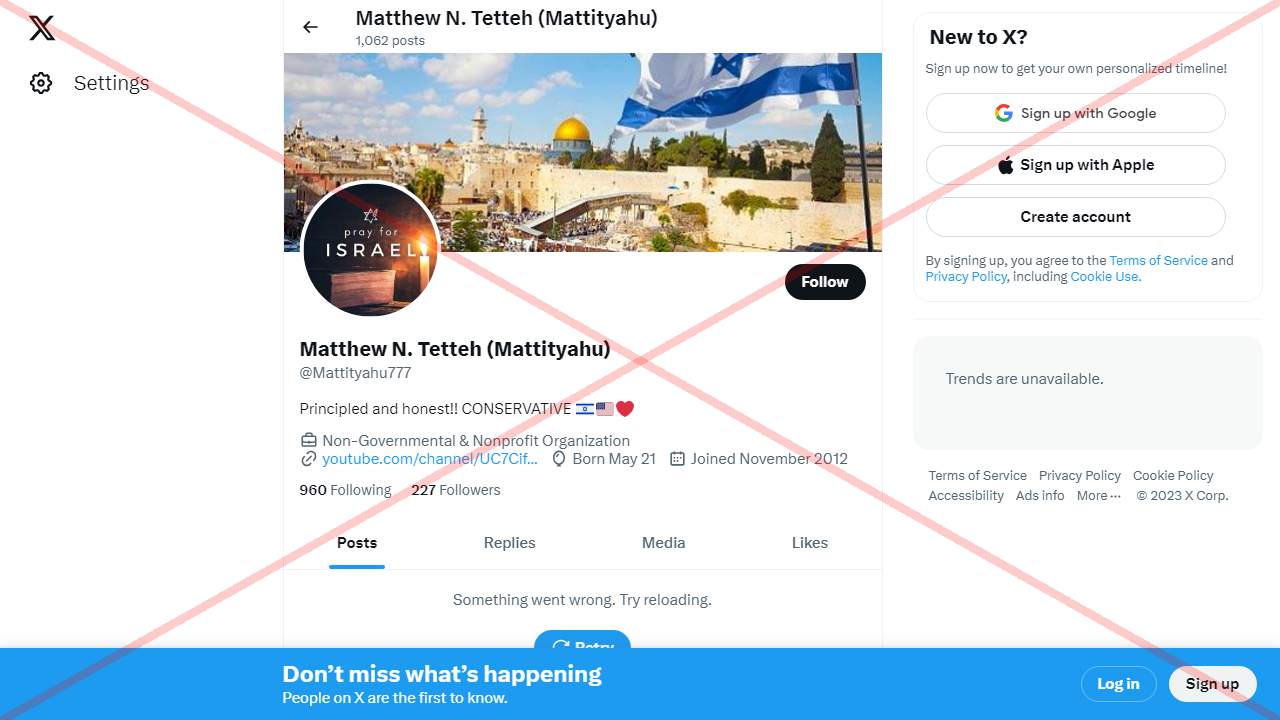 Settings
Matthew N. Tetteh (Mattityahu)
1,062 posts
pray for
ISRAEL
Follow
Matthew N. Tetteh (Mattityahu)
@Mattityahu777
Principled and honest!! CONSERVATIVE 🇮🇱🇺🇸❤️
Non-Governmental & Nonprofit Organization
youtube.com/channel/UC7Cif… Born May 21 Joined November 2012
960 Following 227 Followers
Posts Replies Media Likes
Something went wrong. Try reloading.
Retry
New to X?
Sign up now to get your own personalized timeline!
Sign up with Google
Sign up with Apple
Create account
By signing up, you agree to the Terms of Service and
Privacy Policy, including Cookie Use.
Trends are unavailable.
Terms of Service Privacy Policy Cookie Policy
Accessibility Ads info More ··· © 2023 X Corp.
Don’t miss what’s happening
People on X are the first to know.
Log in Sign up